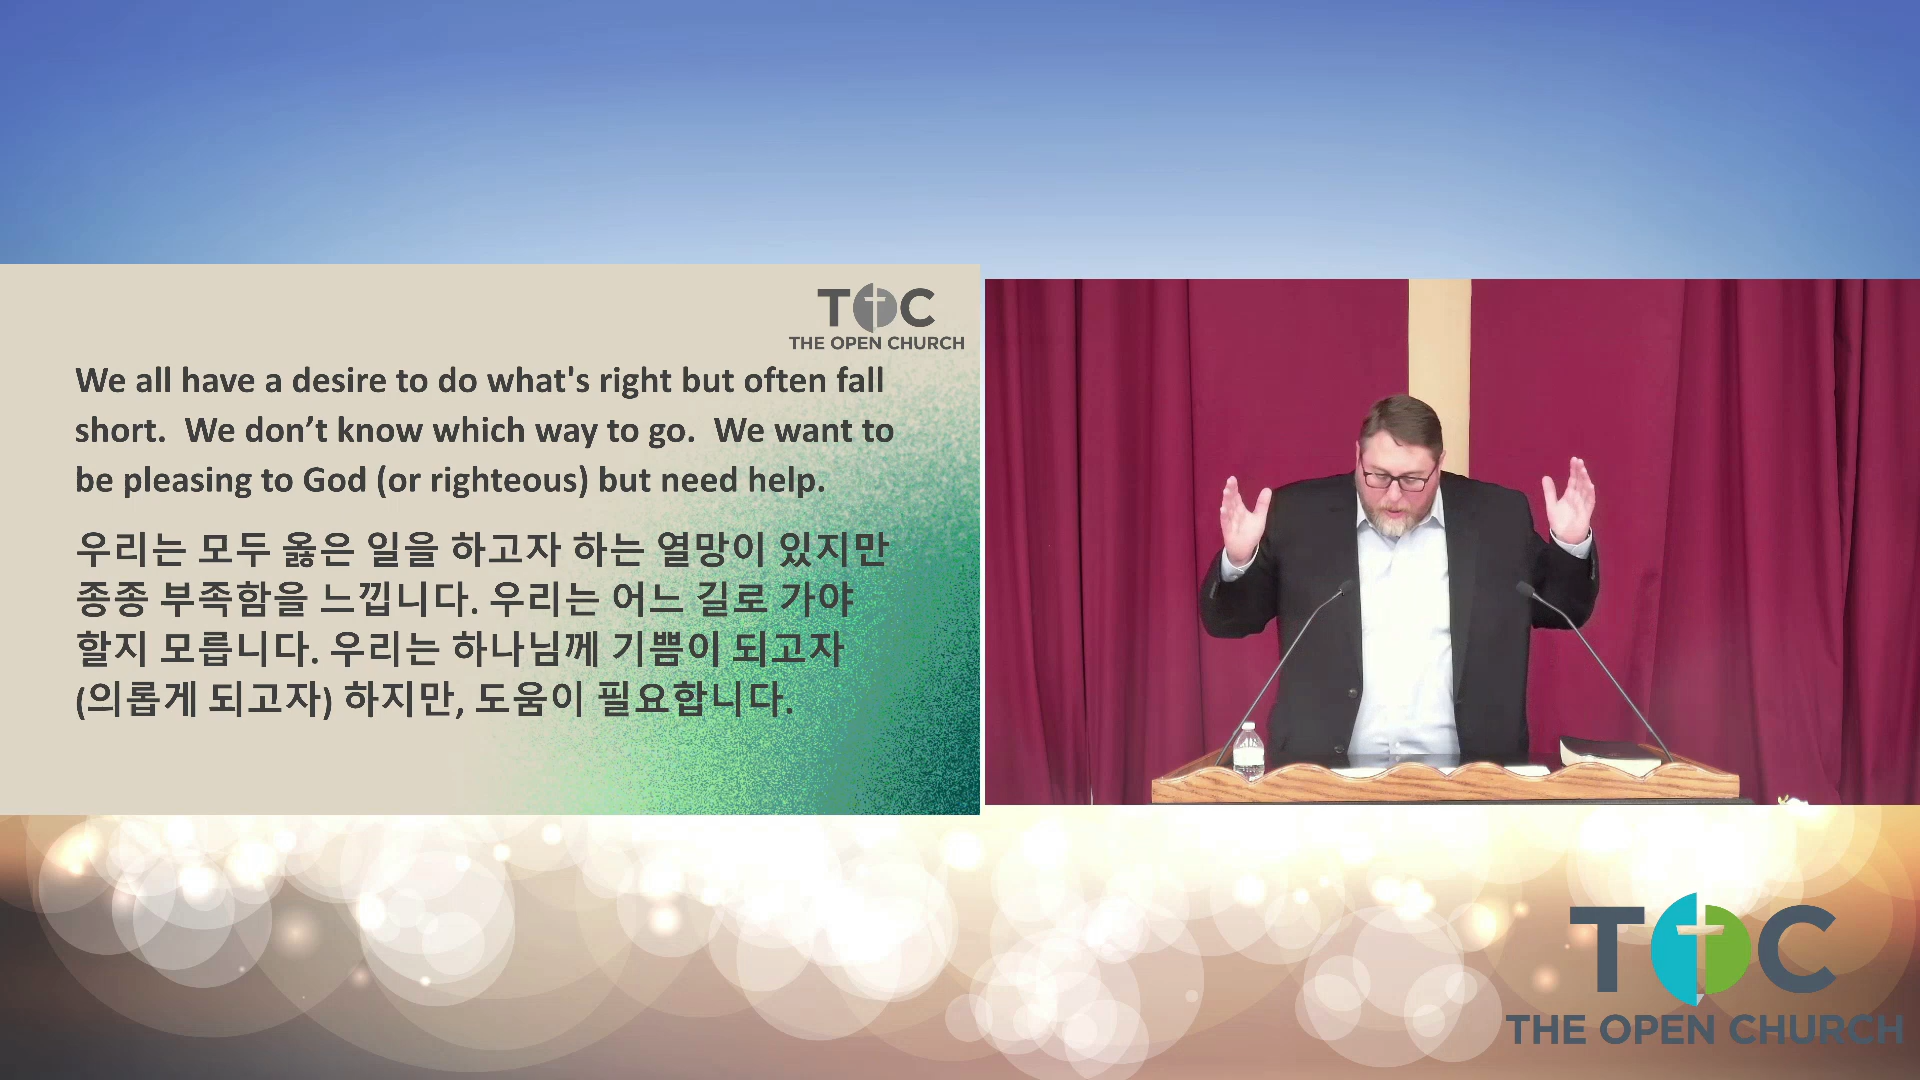 TOC
THE OPEN CHURCH
We all have a desire to do what's right but often fall
short. We don’t know which way to go. We want to
be pleasing to God (or righteous) but need help.
우리는 모두 옳은 일을 하고자 하는 열망이 있지만
종종 부족함을 느낍니다. 우리는 어느 길로 가야
할지 모릅니다. 우리는 하나님께 기쁨이 되고자
(의롭게 되고자) 하지만, 도움이 필요합니다.
TOC
THE OPEN CHURCH